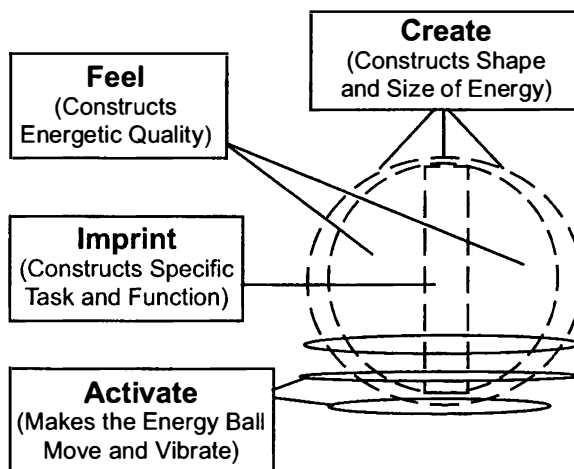 Create
(Constructs Shape
and Size of Energy)
Feel
(Constructs
Energetic Quality)
Imprint
(Constructs Specific
Task and Function)
Activate
(Makes the Energy Ball
Move and Vibrate)